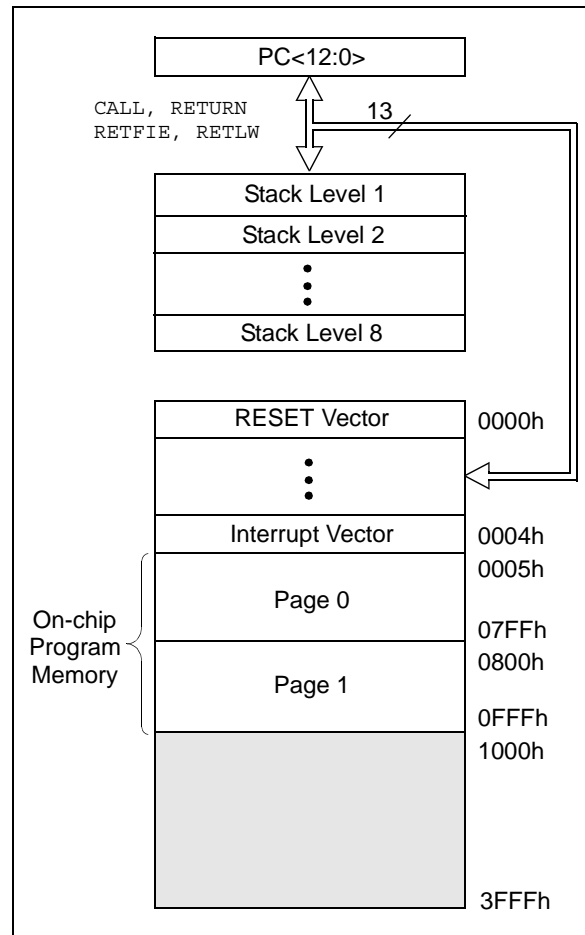 PC<12:0>
CALL, RETURN
RETFIE, RETLW
13
Stack Level 1
Stack Level 2
Stack Level 8
RESET Vector
0000h
Interrupt Vector
0004h
0005h
On-chip
Program
Memory
Page 0
07FFh
0800h
Page 1
0FFFh
1000h
3FFFh